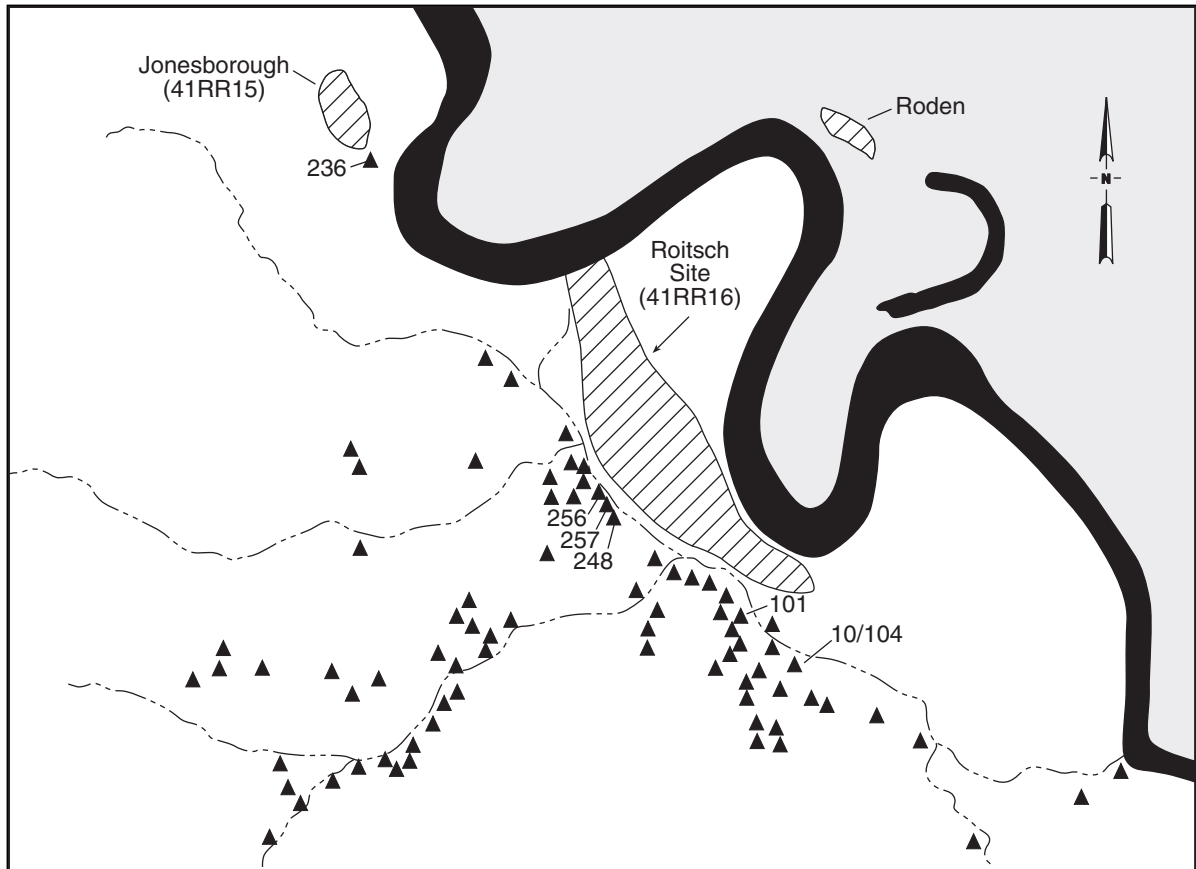 Jonesborough
(41RR15)
Roden
236
N
Roitsch
Site
(41RR16)
256
257
248
101
10/104